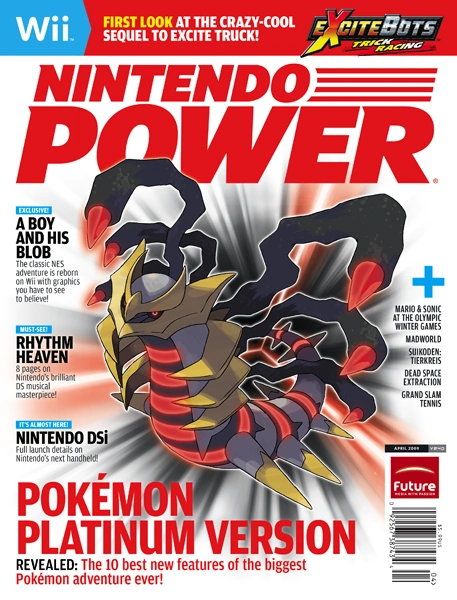 Wii™
FIRST LOOK AT THE CRAZY-COOL
SEQUEL TO EXCITE TRUCK!
EXCITEBOTS
TRICK
RACING
NINTENDO
POWER®
EXCLUSIVE!
A BOY
AND HIS
BLOB
The classic NES
adventure is reborn
on Wii with graphics
you have to see
to believe!
MUST-SEE!
RHYTHM
HEAVEN
8 pages on
Nintendo's brilliant
DS musical
masterpiece!
IT'S ALMOST HERE!
NINTENDO DSi
Full launch details on
Nintendo's next handheld!
+
MARIO & SONIC
AT THE OLYMPIC
WINTER GAMES
MADWORLD
SUIKODEN:
TIERKREIS
DEAD SPACE
EXTRACTION
GRAND SLAM
TENNIS
APRIL 2009 V240
Future
MEDIA WITH PASSION
POKÉMON
PLATINUM VERSION
REVEALED: The 10 best new features of the biggest
Pokémon adventure ever!
$5.99US
04